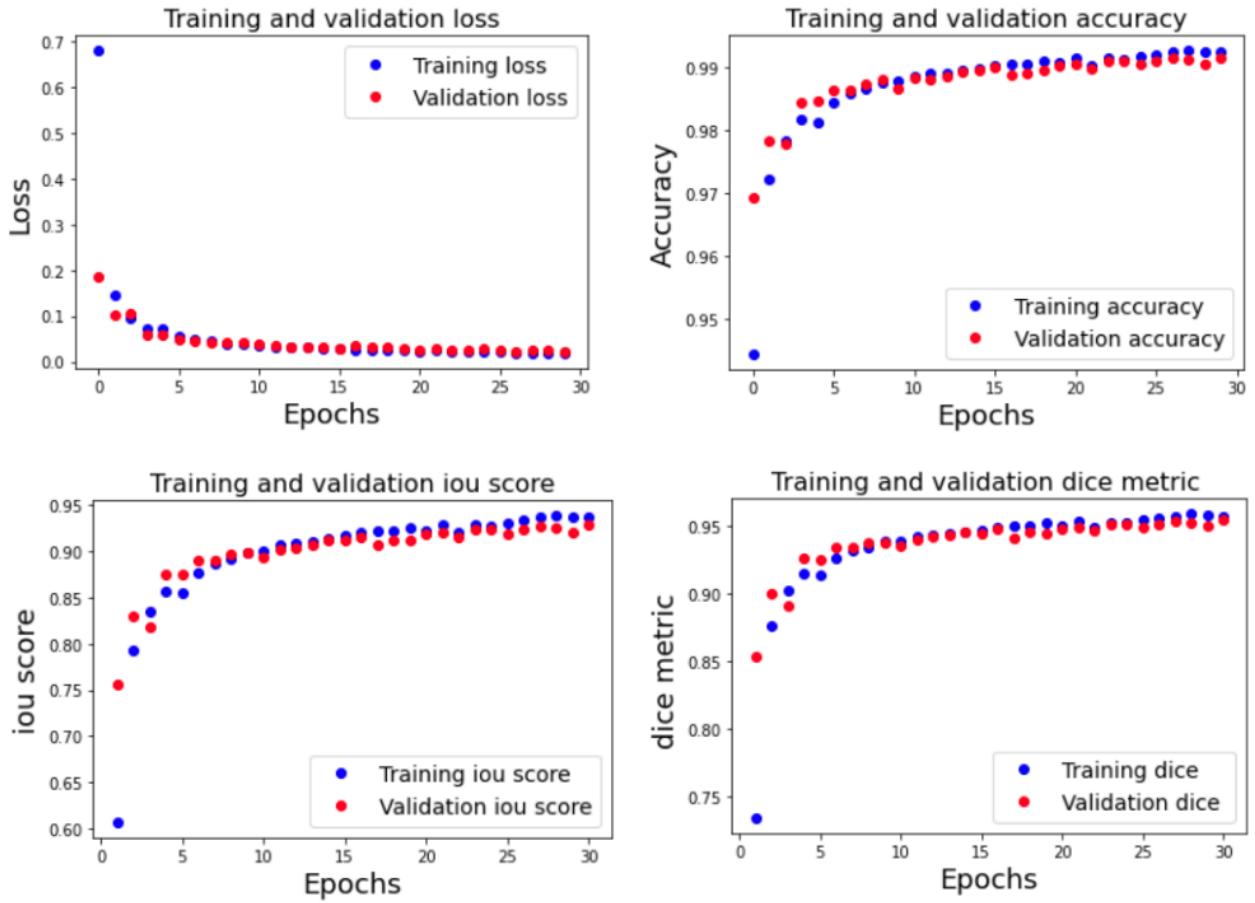 Training and validation loss
0.7
0.6
0.5
0.4
0.3
0.2
0.1
0.0
Loss
Training loss
Validation loss
0 5 10 15 20 25 30
Epochs
Training and validation accuracy
0.99
0.98
0.97
0.96
0.95
Accuracy
Training accuracy
Validation accuracy
0 5 10 15 20 25 30
Epochs
Training and validation iou score
0.95
0.90
0.85
0.80
0.75
0.70
0.65
0.60
iou score
Training iou score
Validation iou score
0 5 10 15 20 25 30
Epochs
Training and validation dice metric
0.95
0.90
0.85
0.80
0.75
dice metric
Training dice
Validation dice
0 5 10 15 20 25 30
Epochs